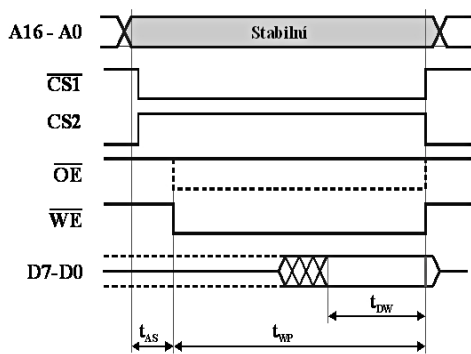 A16 - A0 Stabilní
CS1
CS2
OE
WE
D7-D0
tDW
tAS tWP